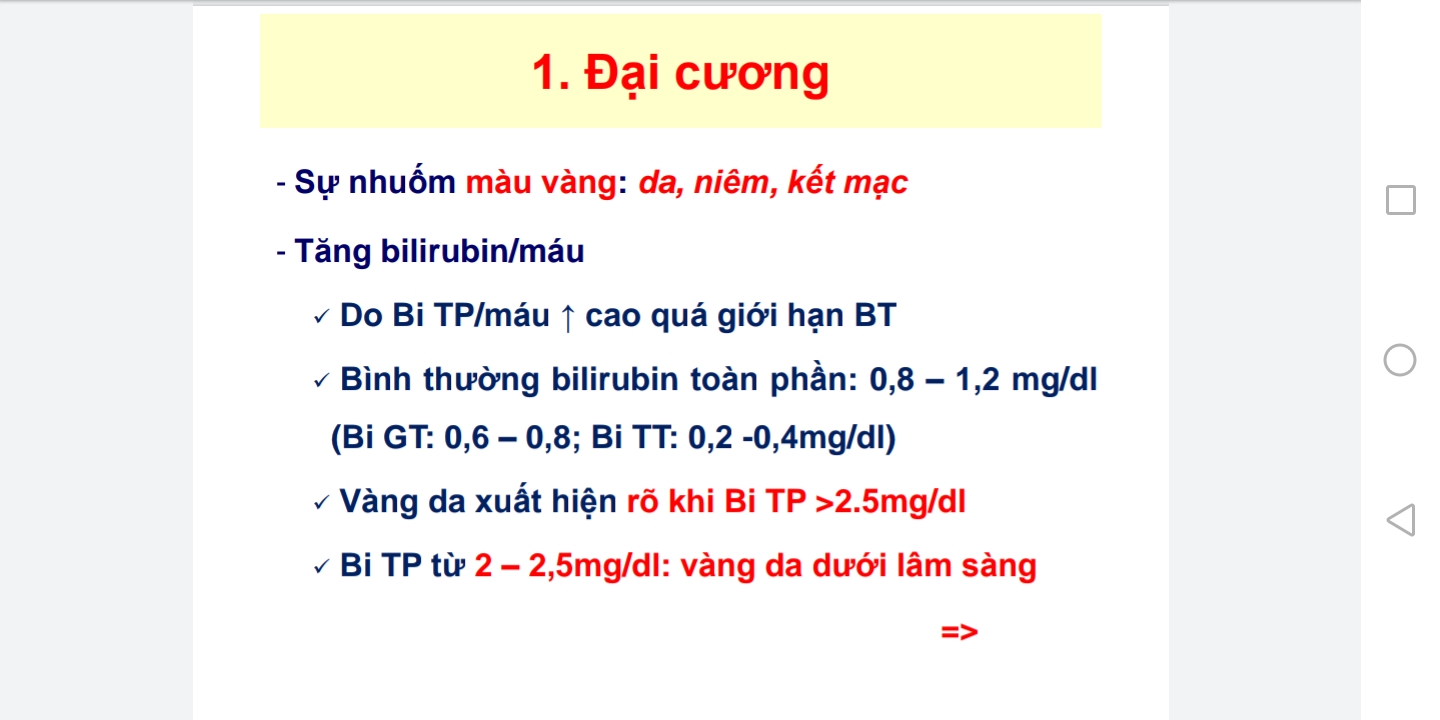 1. Đại cương
- Sự nhuốm màu vàng: da, niêm, kết mạc
- Tăng bilirubin/máu
✓ Do Bi TP/máu ↑ cao quá giới hạn BT
✓ Bình thường bilirubin toàn phần: 0,8 – 1,2 mg/dl
(Bi GT: 0,6 – 0,8; Bi TT: 0,2 -0,4mg/dl)
✓ Vàng da xuất hiện rõ khi Bi TP >2.5mg/dl
✓ Bi TP từ 2 – 2,5mg/dl: vàng da dưới lâm sàng
=>